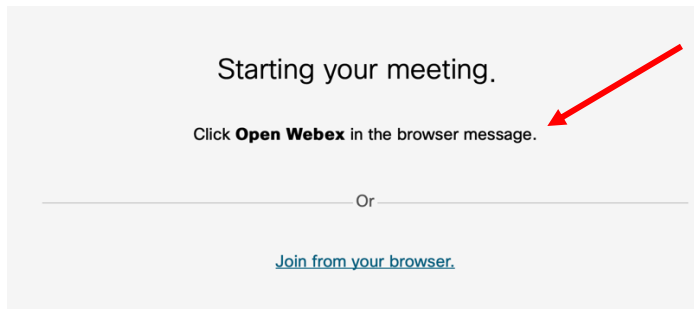 Starting your meeting.
Click Open Webex in the browser message.
Or
Join from your browser.